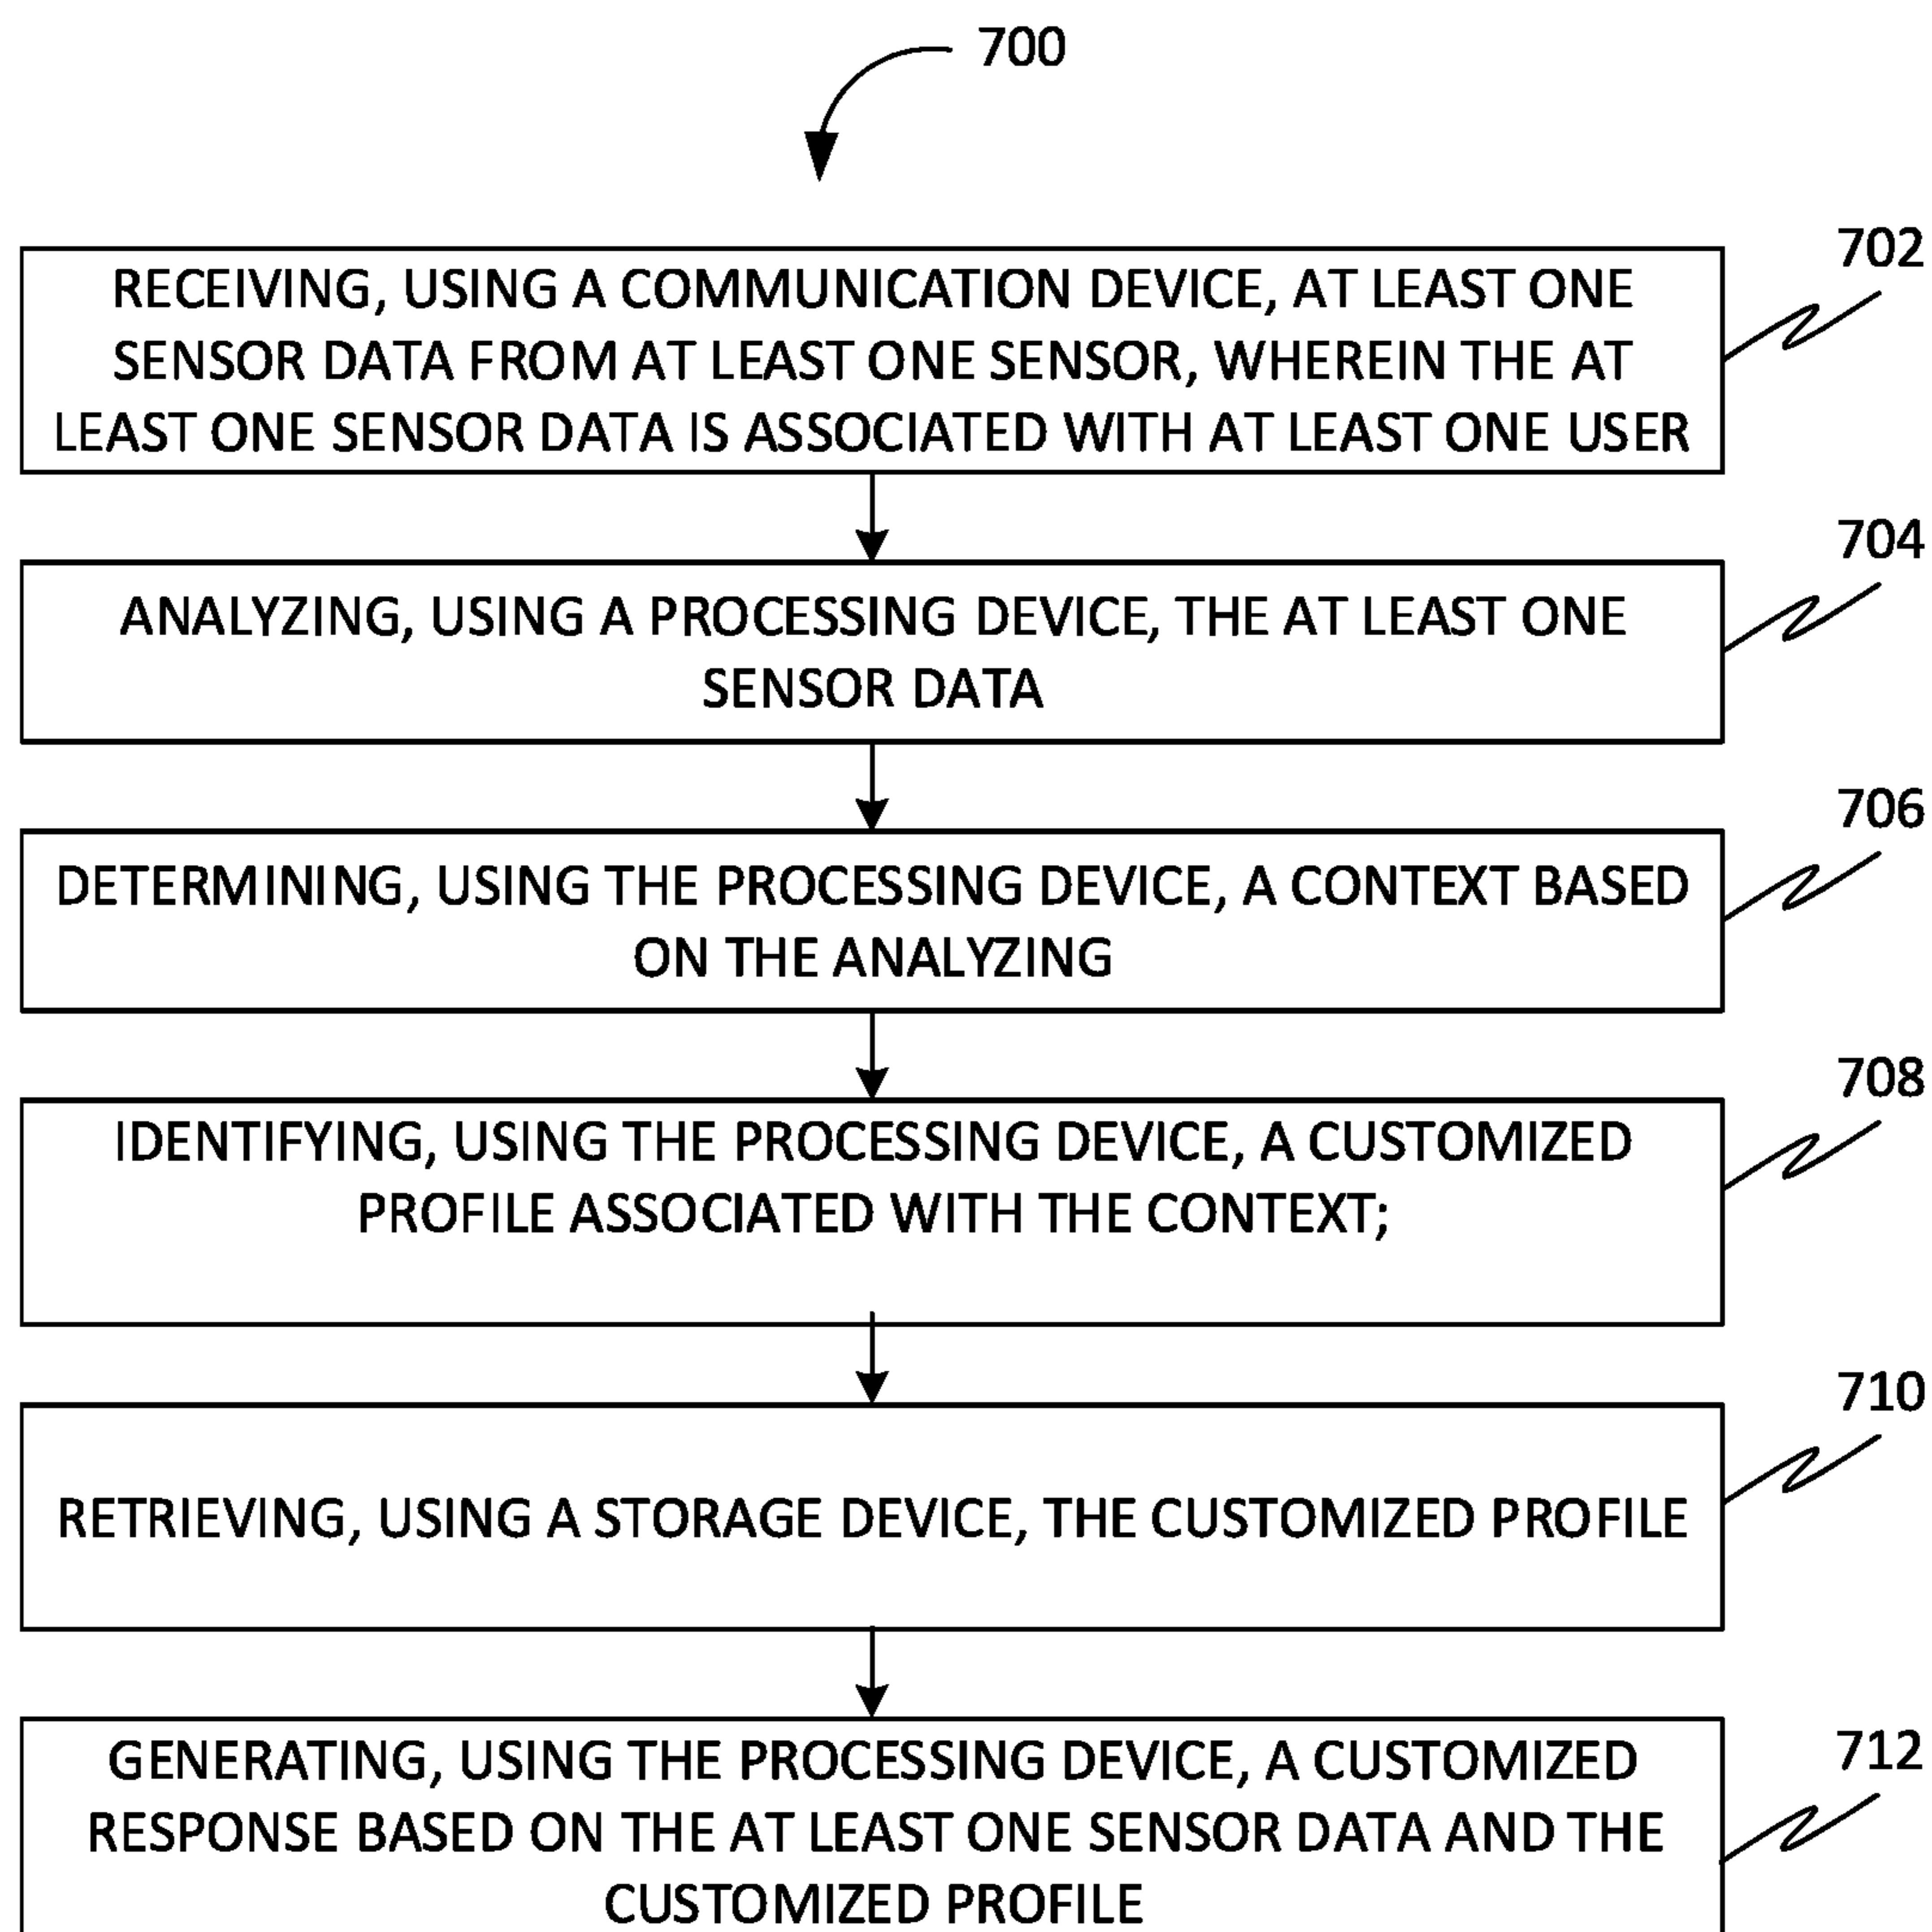 700
702
RECEIVING, USING A COMMUNICATION DEVICE, AT LEAST ONE
SENSOR DATA FROM AT LEAST ONE SENSOR, WHEREIN THE AT
LEAST ONE SENSOR DATA IS ASSOCIATED WITH AT LEAST ONE USER
704
ANALYZING, USING A PROCESSING DEVICE, THE AT LEAST ONE
SENSOR DATA
706
DETERMINING, USING THE PROCESSING DEVICE, A CONTEXT BASED
ON THE ANALYZING
708
IDENTIFYING, USING THE PROCESSING DEVICE, A CUSTOMIZED
PROFILE ASSOCIATED WITH THE CONTEXT;
710
RETRIEVING, USING A STORAGE DEVICE, THE CUSTOMIZED PROFILE
712
GENERATING, USING THE PROCESSING DEVICE, A CUSTOMIZED
RESPONSE BASED ON THE AT LEAST ONE SENSOR DATA AND THE
CUSTOMIZED PROFILE